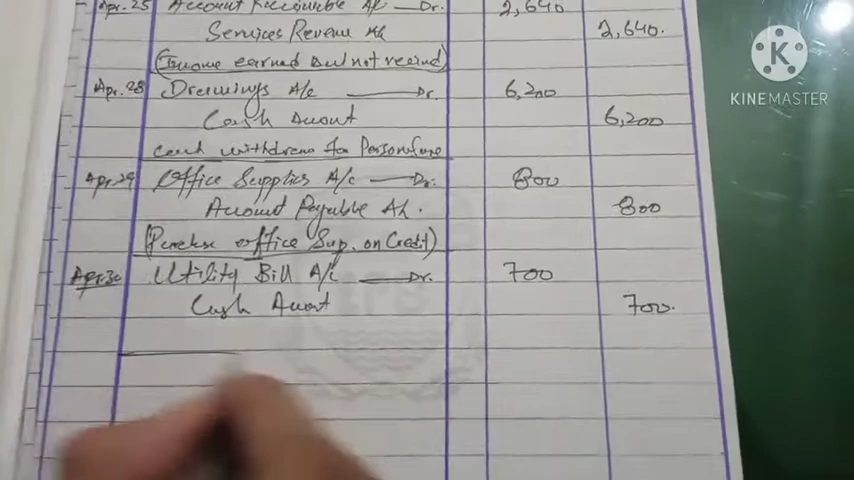 Apr.25 Account Receivable A/c — Dr. 2,640
Services Revenue A/c 2,640.
(Income earned but not received)
Apr.28 Drawings A/c — Dr. 6,200
Cash Account 6,200
Cash withdrew for Personal use
Apr.29 Office Supplies A/c — Dr. 800
Account Payable A/c. 800
(Purchase office Sup. on Credit)
Apr.30 Utility Bill A/c — Dr. 700
Cash Account 700.
K
KINEMASTER